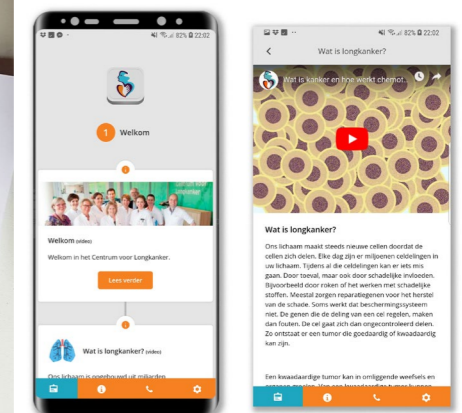 82% 22:02
1 Welkom
Welkom (video)
Welkom in het Centrum voor Longkanker.
Lees verder
Wat is longkanker? (video)
Ons lichaam is opgebouwd uit miljarden
82% 22:02
Wat is longkanker?
Wat is kanker en hoe werkt chemot...
Wat is longkanker?
Ons lichaam maakt steeds nieuwe cellen doordat de
cellen zich delen. Elke dag zijn er miljoenen celdelingen in
uw lichaam. Tijdens al die celdelingen kan er iets mis
gaan. Door toeval, maar ook door schadelijke invloeden.
Bijvoorbeeld door roken of het werken met schadelijke
stoffen. Meestal zorgen reparatiegenen voor het herstel
van de schade. Soms werkt dat beschermingssysteem
niet. De genen die de deling van een cel regelen, maken
dan fouten. De cel gaat zich dan ongecontroleerd delen.
Zo ontstaat er een tumor die goedaardig of kwaadaardig
kan zijn.
Een kwaadaardige tumor kan in omliggende weefsels en